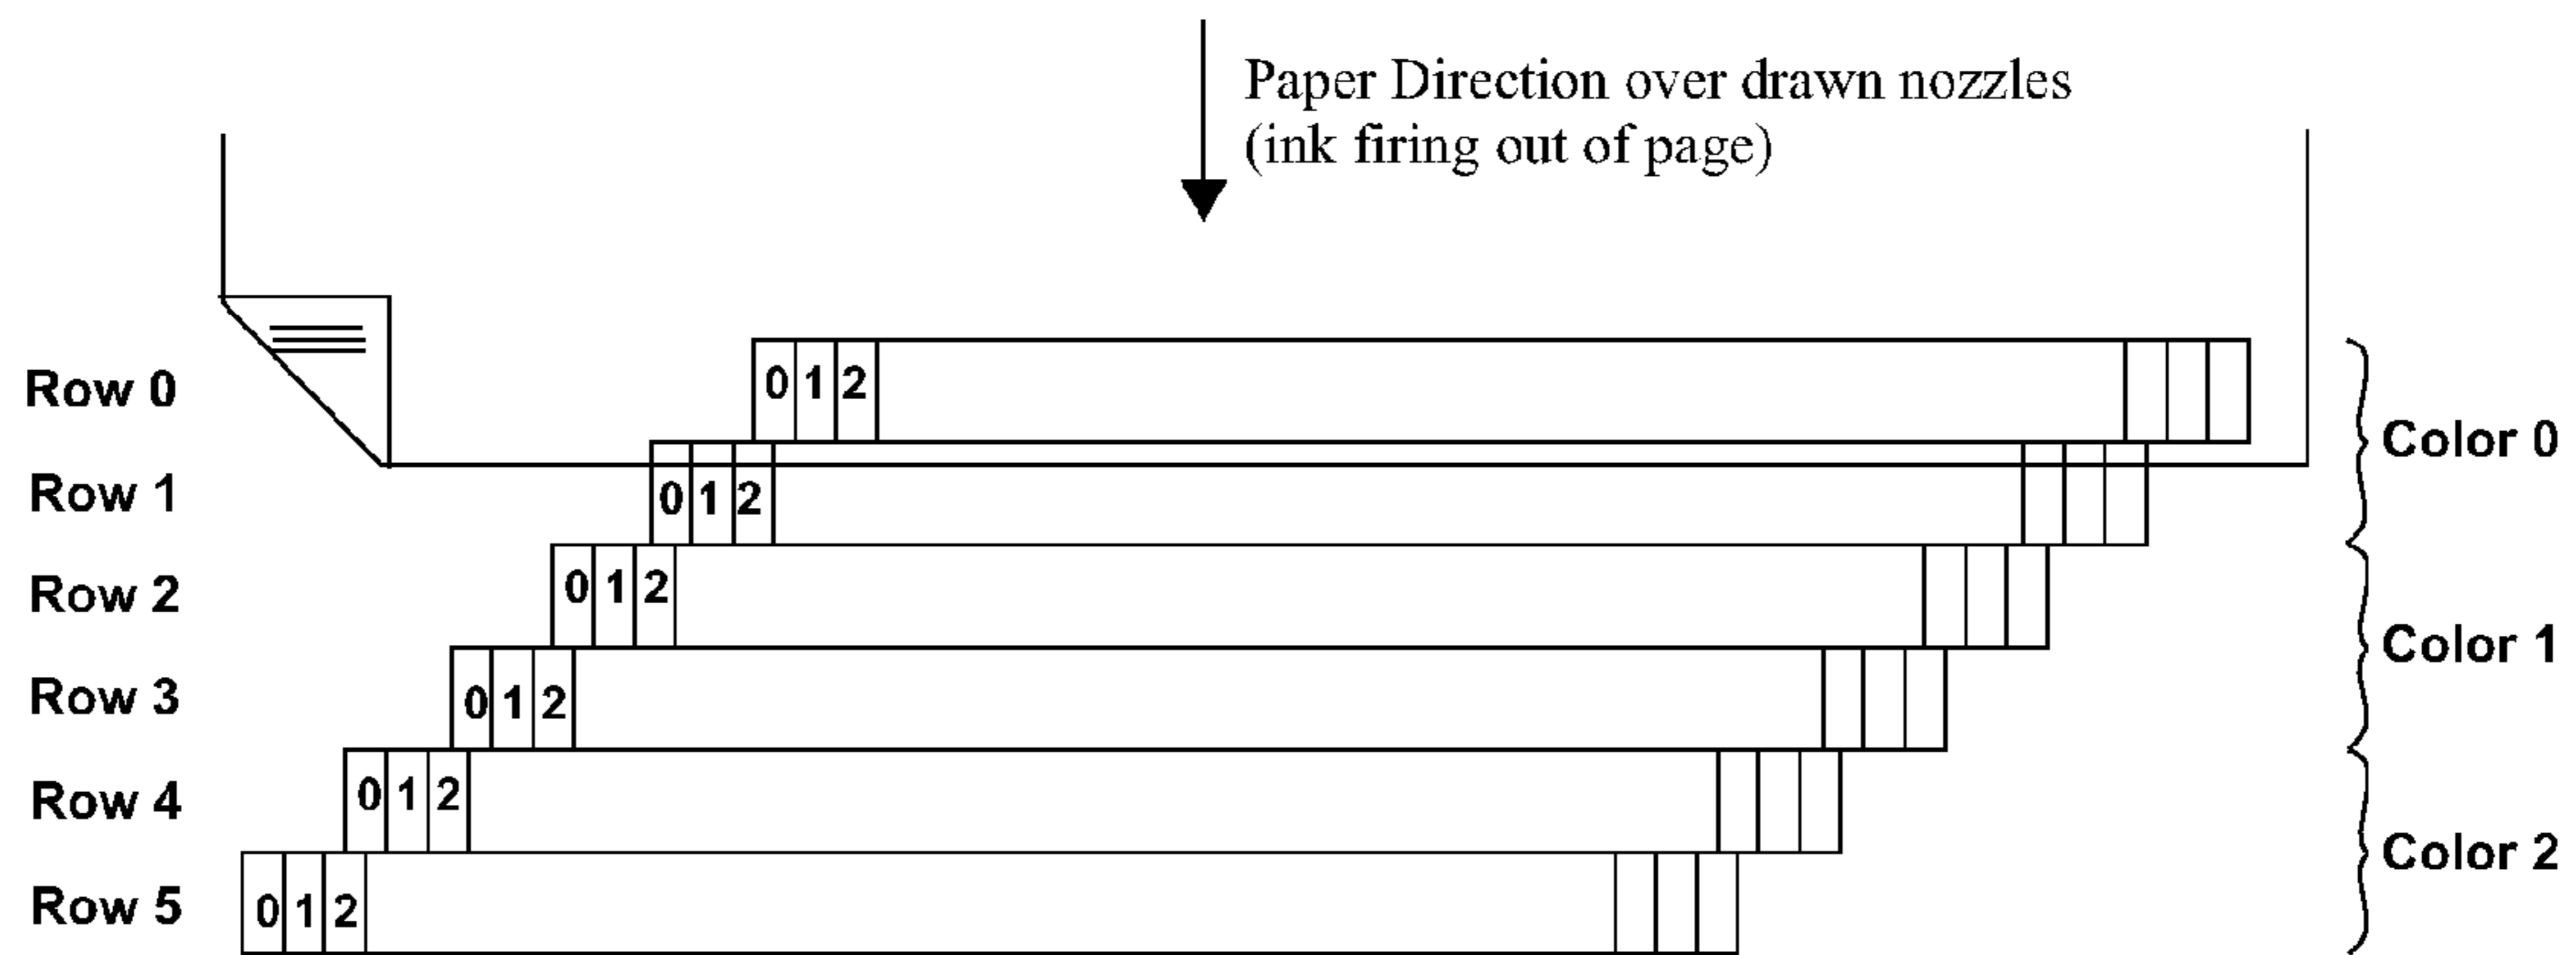 Paper Direction over drawn nozzles
(ink firing out of page)
Row 0
0 1 2
Color 0
Row 1
0 1 2
Row 2
0 1 2
Color 1
Row 3
0 1 2
Row 4
0 1 2
Color 2
Row 5
0 1 2